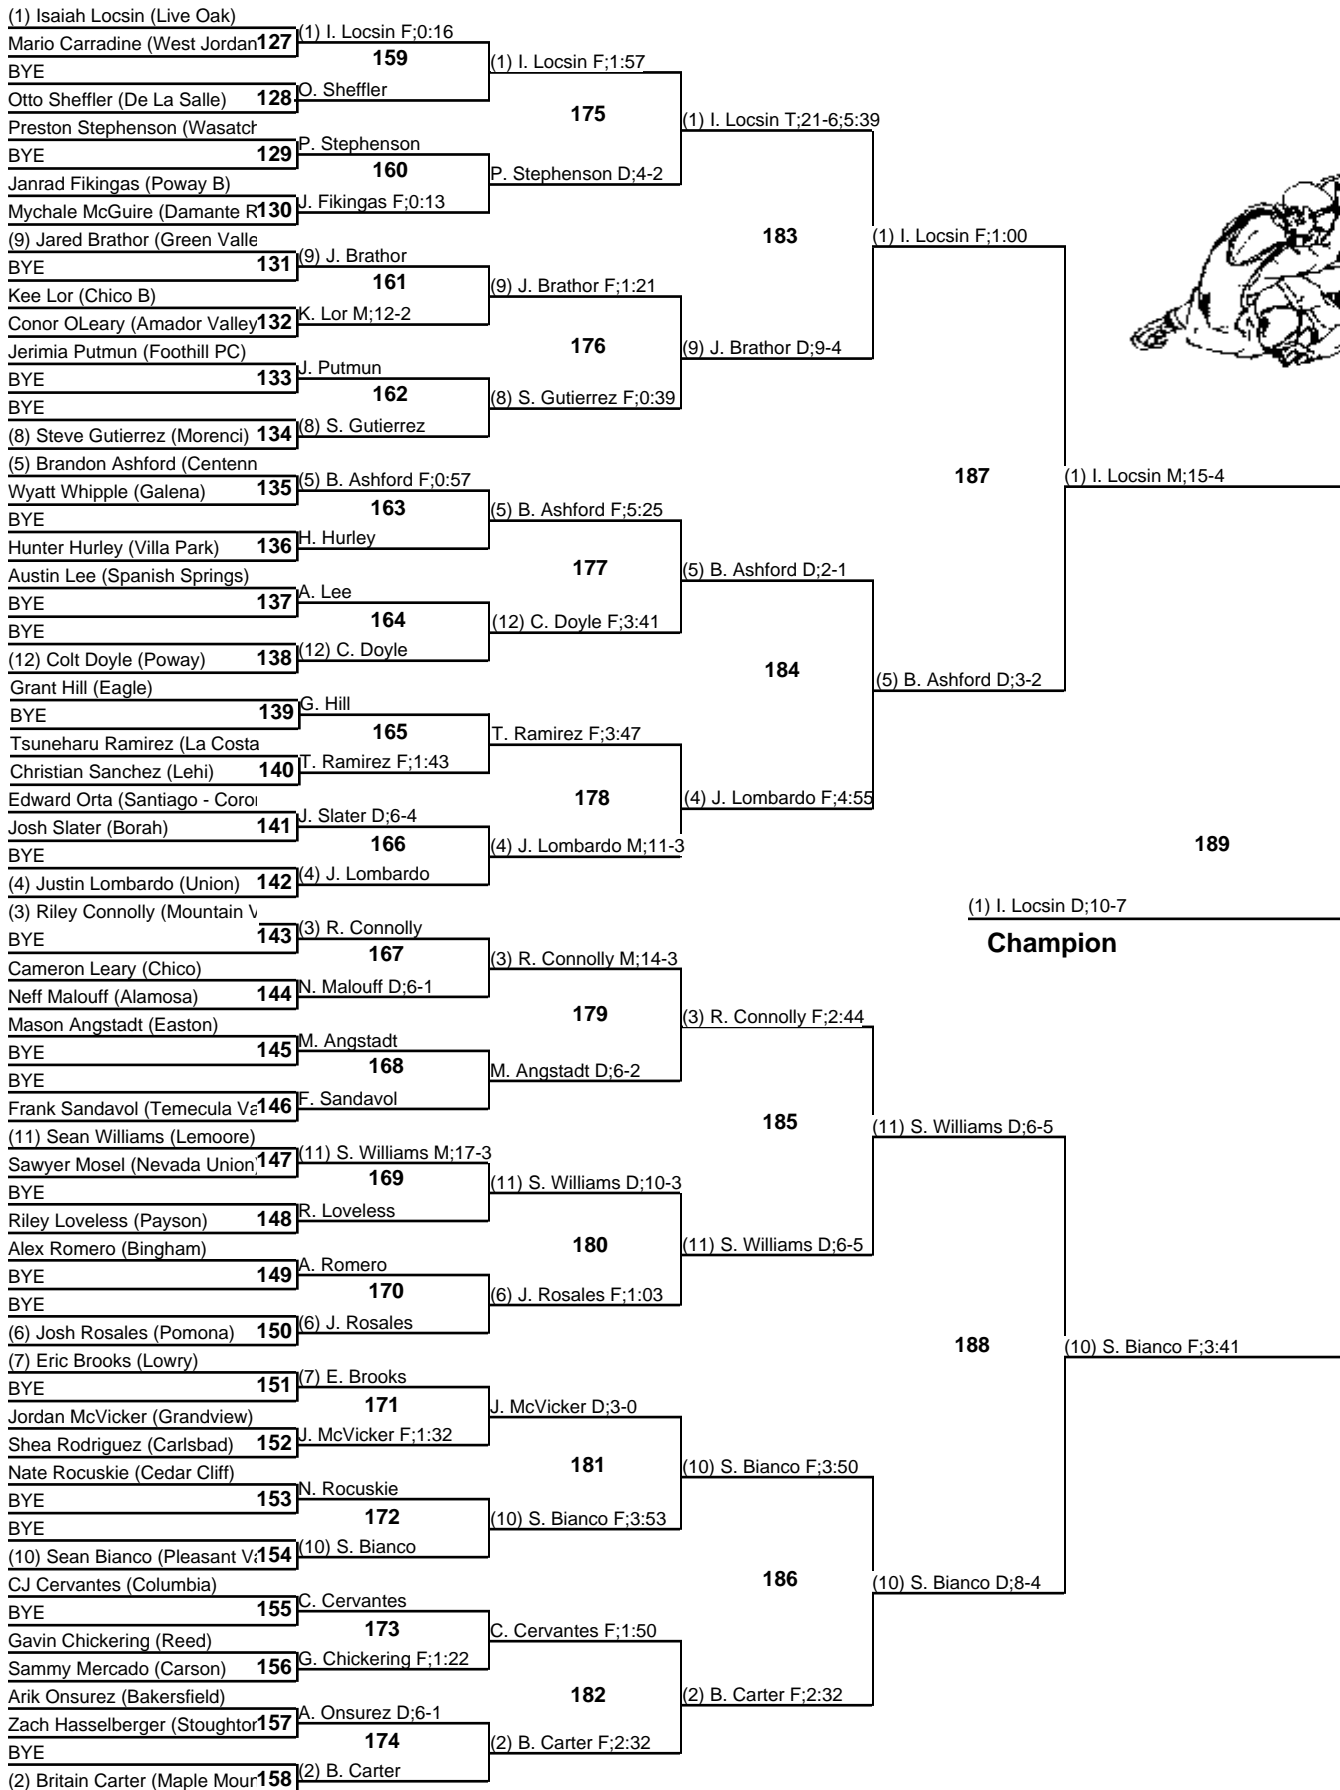 (1) Isaiah Locsin (Live Oak)
Mario Carradine (West Jordan
127
BYE
Otto Sheffler (De La Salle)
128
Preston Stephenson (Wasatch
BYE
129
Janrad Fikingas (Poway B)
Mychale McGuire (Damante R
130
(9) Jared Brathor (Green Valle
BYE
131
Kee Lor (Chico B)
Conor OLeary (Amador Valley
132
Jerimia Putmun (Foothill PC)
BYE
133
BYE
(8) Steve Gutierrez (Morenci)
134
(5) Brandon Ashford (Centenn
Wyatt Whipple (Galena)
135
BYE
Hunter Hurley (Villa Park)
136
Austin Lee (Spanish Springs)
BYE
137
BYE
(12) Colt Doyle (Poway)
138
Grant Hill (Eagle)
BYE
139
Tsuneharu Ramirez (La Costa
Christian Sanchez (Lehi)
140
Edward Orta (Santiago - Coro
Josh Slater (Borah)
141
BYE
(4) Justin Lombardo (Union)
142
(3) Riley Connolly (Mountain V
BYE
143
Cameron Leary (Chico)
Neff Malouff (Alamosa)
144
Mason Angstadt (Easton)
BYE
145
BYE
Frank Sandavol (Temecula Va
146
(11) Sean Williams (Lemoore)
Sawyer Mosel (Nevada Union)
147
BYE
Riley Loveless (Payson)
148
Alex Romero (Bingham)
BYE
149
BYE
(6) Josh Rosales (Pomona)
150
(7) Eric Brooks (Lowry)
BYE
151
Jordan McVicker (Grandview)
Shea Rodriguez (Carlsbad)
152
Nate Rocuskie (Cedar Cliff)
BYE
153
BYE
(10) Sean Bianco (Pleasant Va
154
CJ Cervantes (Columbia)
BYE
155
Gavin Chickering (Reed)
Sammy Mercado (Carson)
156
Arik Onsurez (Bakersfield)
Zach Hasselberger (Stoughton
157
BYE
(2) Britain Carter (Maple Moun
158
(1) I. Locsin F;0:16
159
O. Sheffler
P. Stephenson
160
J. Fikingas F;0:13
(9) J. Brathor
161
K. Lor M;12-2
J. Putmun
162
(8) S. Gutierrez
(5) B. Ashford F;0:57
163
H. Hurley
A. Lee
164
(12) C. Doyle
G. Hill
165
T. Ramirez F;1:43
J. Slater D;6-4
166
(4) J. Lombardo
(3) R. Connolly
167
N. Malouff D;6-1
M. Angstadt
168
F. Sandavol
(11) S. Williams M;17-3
169
R. Loveless
A. Romero
170
(6) J. Rosales
(7) E. Brooks
171
J. McVicker F;1:32
N. Rocuskie
172
(10) S. Bianco
C. Cervantes
173
G. Chickering F;1:22
A. Onsurez D;6-1
174
(2) B. Carter
(1) I. Locsin F;1:57
175
P. Stephenson D;4-2
(9) J. Brathor F;1:21
176
(8) S. Gutierrez F;0:39
(5) B. Ashford F;5:25
177
(12) C. Doyle F;3:41
T. Ramirez F;3:47
178
(4) J. Lombardo M;11-3
(3) R. Connolly M;14-3
179
M. Angstadt D;6-2
(11) S. Williams D;10-3
180
(6) J. Rosales F;1:03
J. McVicker D;3-0
181
(10) S. Bianco F;3:53
C. Cervantes F;1:50
182
(2) B. Carter F;2:32
(1) I. Locsin T;21-6;5:39
183
(9) J. Brathor D;9-4
(5) B. Ashford D;2-1
184
(4) J. Lombardo F;4:55
(3) R. Connolly F;2:44
185
(11) S. Williams D;6-5
(10) S. Bianco F;3:50
186
(2) B. Carter F;2:32
(1) I. Locsin F;1:00
187
(5) B. Ashford D;3-2
(11) S. Williams D;6-5
188
(10) S. Bianco D;8-4
(1) I. Locsin M;15-4
189
(10) S. Bianco F;3:41
(1) I. Locsin D;10-7
Champion